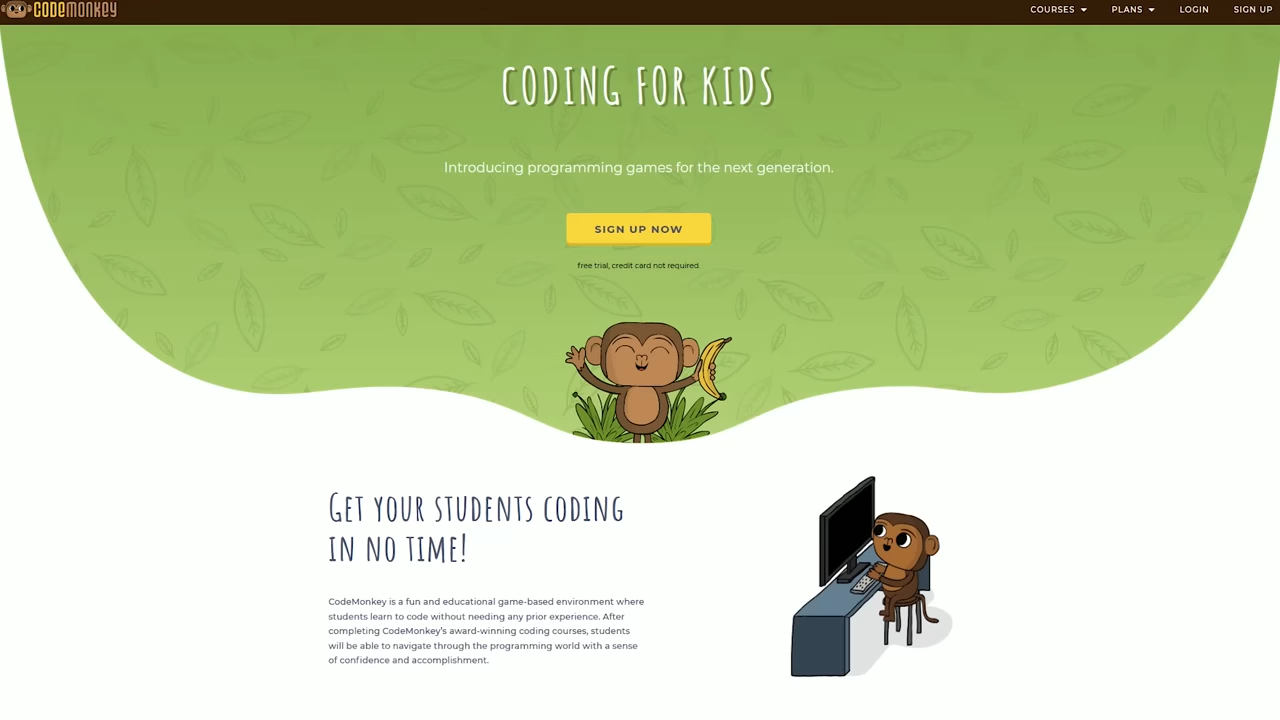 CODEMONKEY
COURSES PLANS LOGIN SIGN UP
CODING FOR KIDS
Introducing programming games for the next generation.
SIGN UP NOW
free trial, credit card not required.
GET YOUR STUDENTS CODING
IN NO TIME!
CodeMonkey is a fun and educational game-based environment where
students learn to code without needing any prior experience. After
completing CodeMonkey's award-winning coding courses, students
will be able to navigate through the programming world with a sense
of confidence and accomplishment.